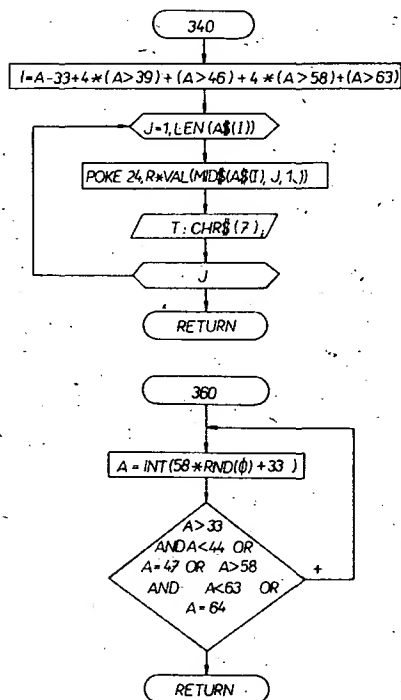 340
I=A-33+4*(A>39)+(A>46)+4*(A>58)+(A>63)
J=1,LEN(A$(I))
POKE 24,R*VAL(MID$(A$(I),J,1))
T: CHR$(7);
J
RETURN
360
A=INT(58*RND(ϕ)+33)
A>33
AND A<44 OR
A=47 OR A>58
AND A<63 OR
A=64
+
RETURN